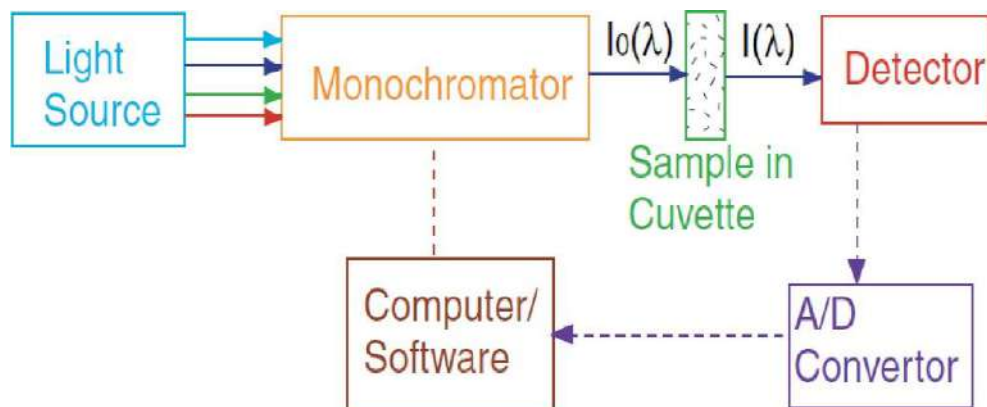 Light
Source
Monochromator
I0(λ)
I(λ)
Detector
Sample in
Cuvette
Computer/
Software
A/D
Convertor